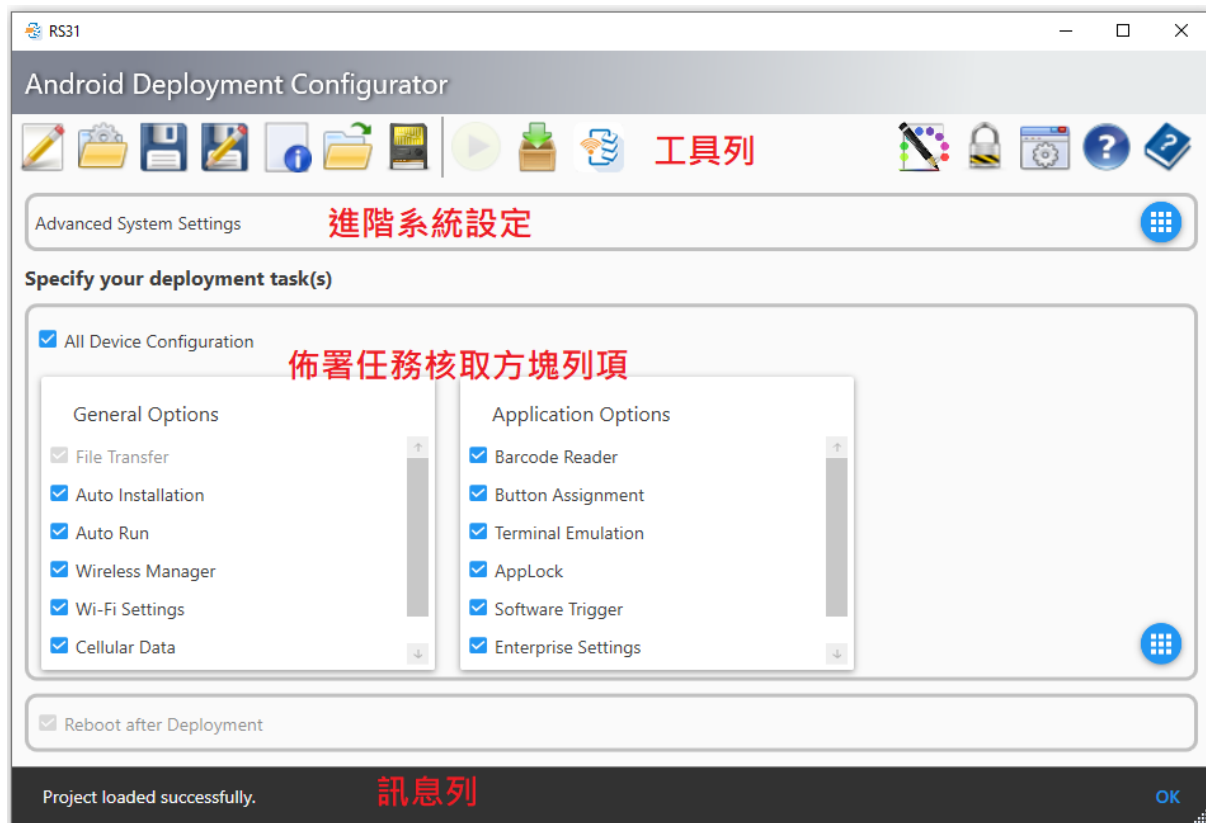 RS31
Android Deployment Configurator
工具列
Advanced System Settings
進階系統設定
Specify your deployment task(s)
All Device Configuration
佈署任務核取方塊列項
General Options
File Transfer
Auto Installation
Auto Run
Wireless Manager
Wi-Fi Settings
Cellular Data
Application Options
Barcode Reader
Button Assignment
Terminal Emulation
AppLock
Software Trigger
Enterprise Settings
Reboot after Deployment
Project loaded successfully.
訊息列
OK